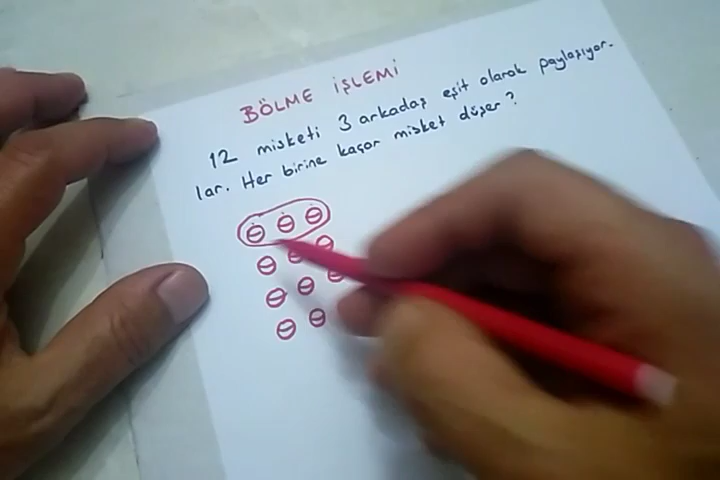 BÖLME İŞLEMİ
12 misketi 3 arkadaş eşit olarak paylaşıyor-
lar. Her birine kaçar misket düşer?